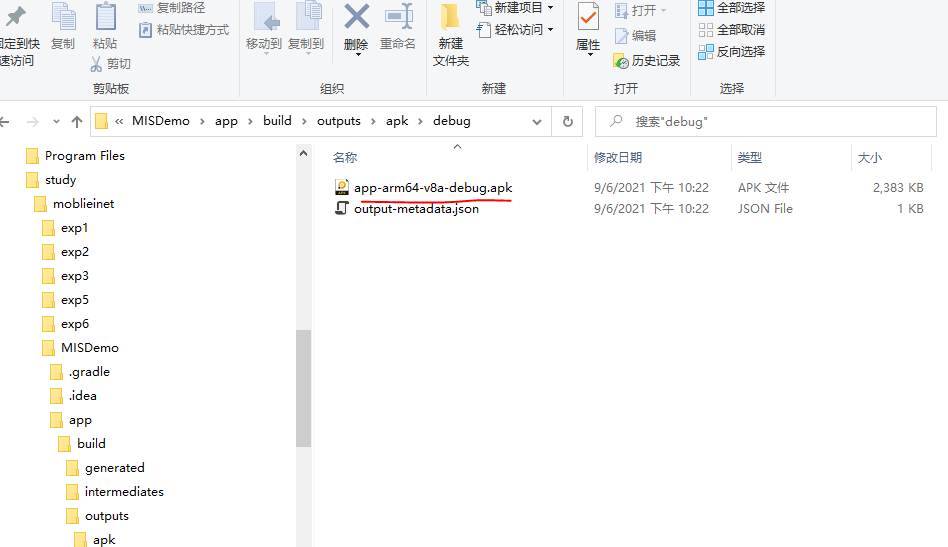 固定到快
速访问
复制
粘贴
复制路径
粘贴快捷方式
剪切
移动到
复制到
删除
重命名
新建
文件夹
新建项目
轻松访问
属性
打开
编辑
历史记录
全部选择
全部取消
反向选择
剪贴板
组织
新建
打开
选择
« MISDemo > app > build > outputs > apk > debug
搜索"debug"
Program Files
study
moblieinet
exp1
exp2
exp3
exp5
exp6
MISDemo
.gradle
.idea
app
build
generated
intermediates
outputs
apk
名称 修改日期 类型 大小
app-arm64-v8a-debug.apk 9/6/2021 下午 10:22 APK 文件 2,383 KB
output-metadata.json 9/6/2021 下午 10:22 JSON File 1 KB